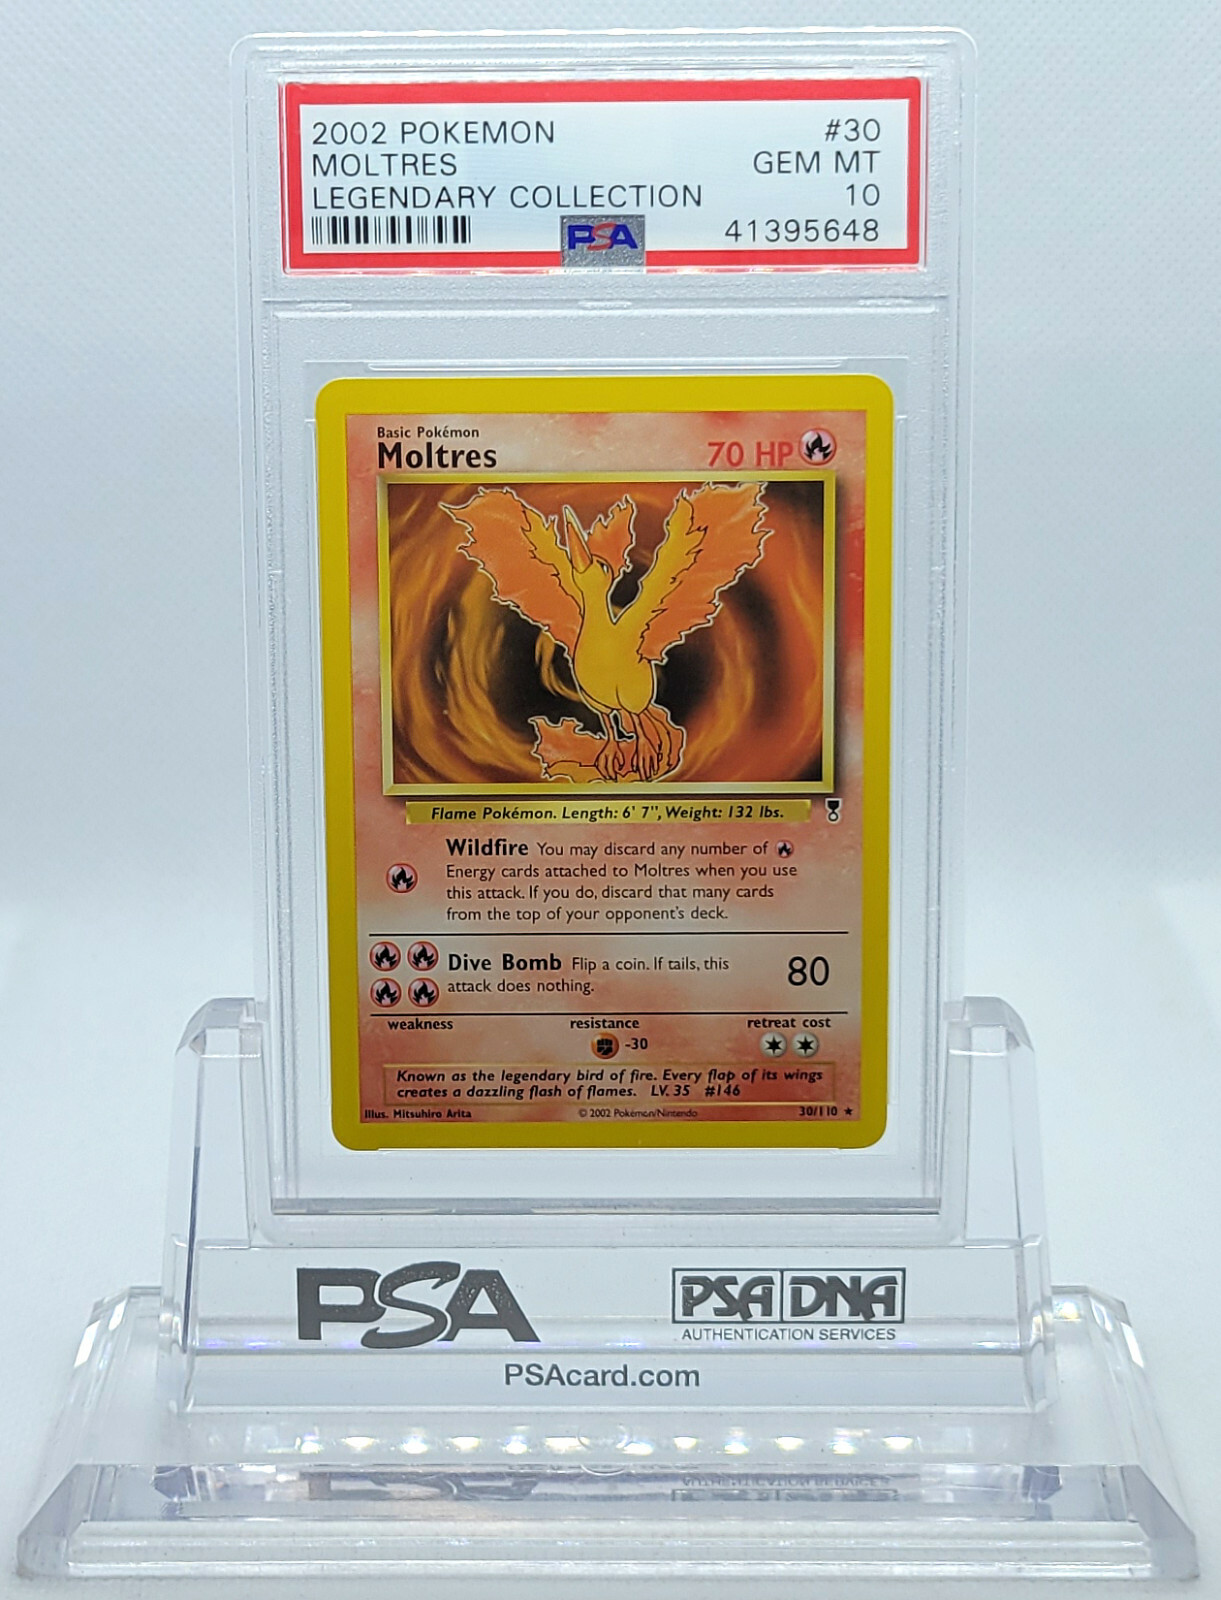 2002 POKEMON #30
MOLTRES GEM MT
LEGENDARY COLLECTION 10
PSA 41395648
Basic Pokémon
Moltres 70 HP
Flame Pokémon. Length: 6' 7", Weight: 132 lbs.
Wildfire You may discard any number of
Energy cards attached to Moltres when you use
this attack. If you do, discard that many cards
from the top of your opponent's deck.
Dive Bomb Flip a coin. If tails, this 80
attack does nothing.
weakness resistance retreat cost
-30
Known as the legendary bird of fire. Every flap of its wings
creates a dazzling flash of flames. LV. 35 #146
Illus. Mitsuhiro Arita © 2002 Pokémon/Nintendo 30/110 ★
PSA PSA DNA
AUTHENTICATION SERVICES
PSAcard.com